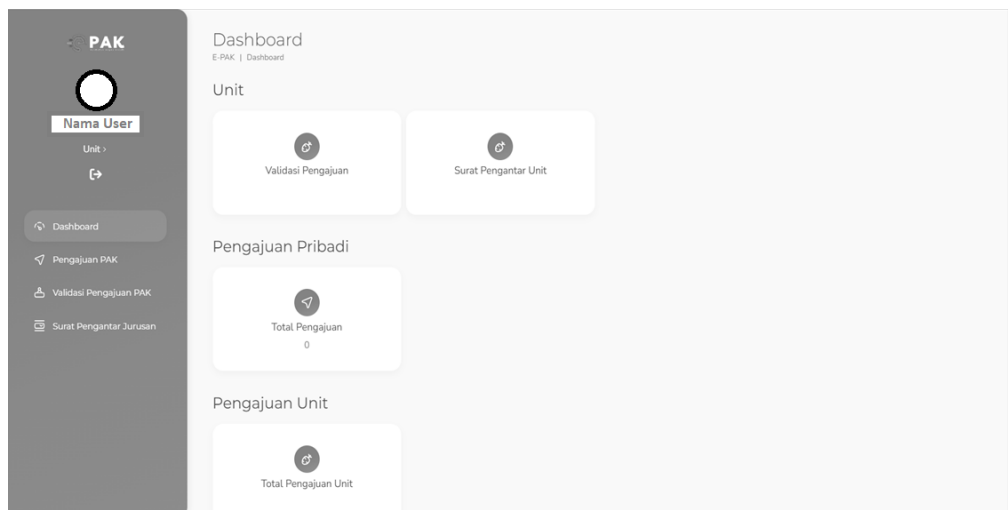 PAK
Nama User
Unit ›
Dashboard
Pengajuan PAK
Validasi Pengajuan PAK
Surat Pengantar Jurusan
Dashboard
E-PAK | Dashboard
Unit
Validasi Pengajuan
Surat Pengantar Unit
Pengajuan Pribadi
Total Pengajuan
0
Pengajuan Unit
Total Pengajuan Unit